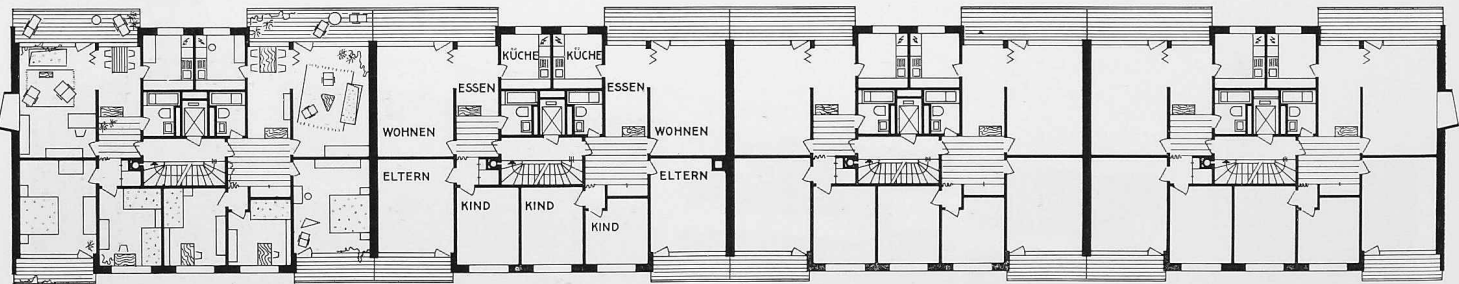 KÜCHE KÜCHE
ESSEN ESSEN
WOHNEN WOHNEN
ELTERN ELTERN
KIND KIND
KIND